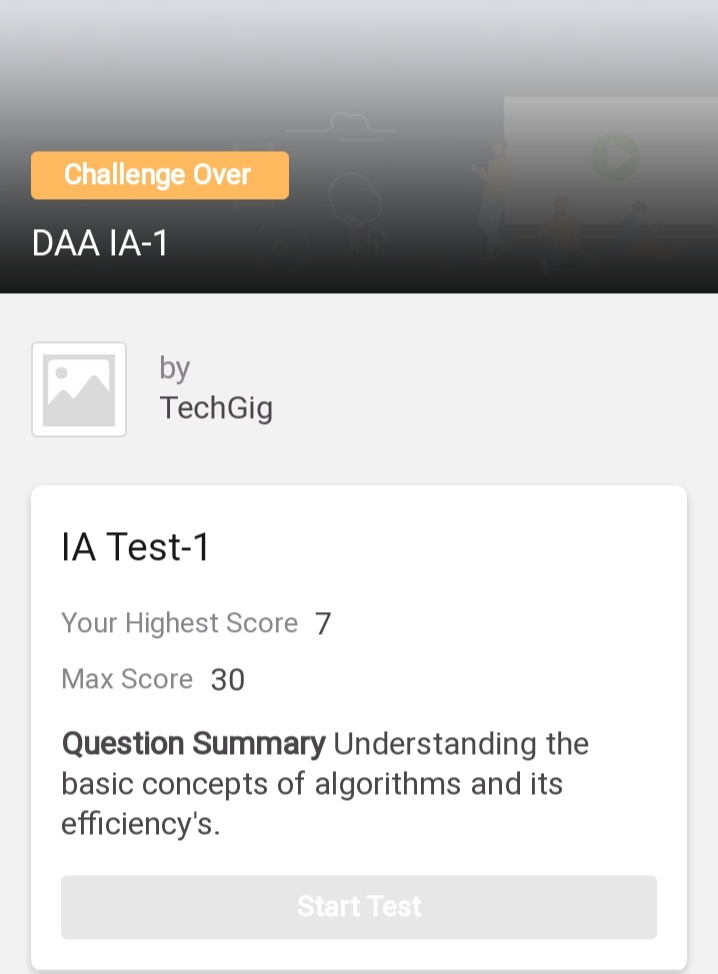 Challenge Over
DAA IA-1
by
TechGig
IA Test-1
Your Highest Score 7
Max Score 30
Question Summary Understanding the
basic concepts of algorithms and its
efficiency's.
Start Test